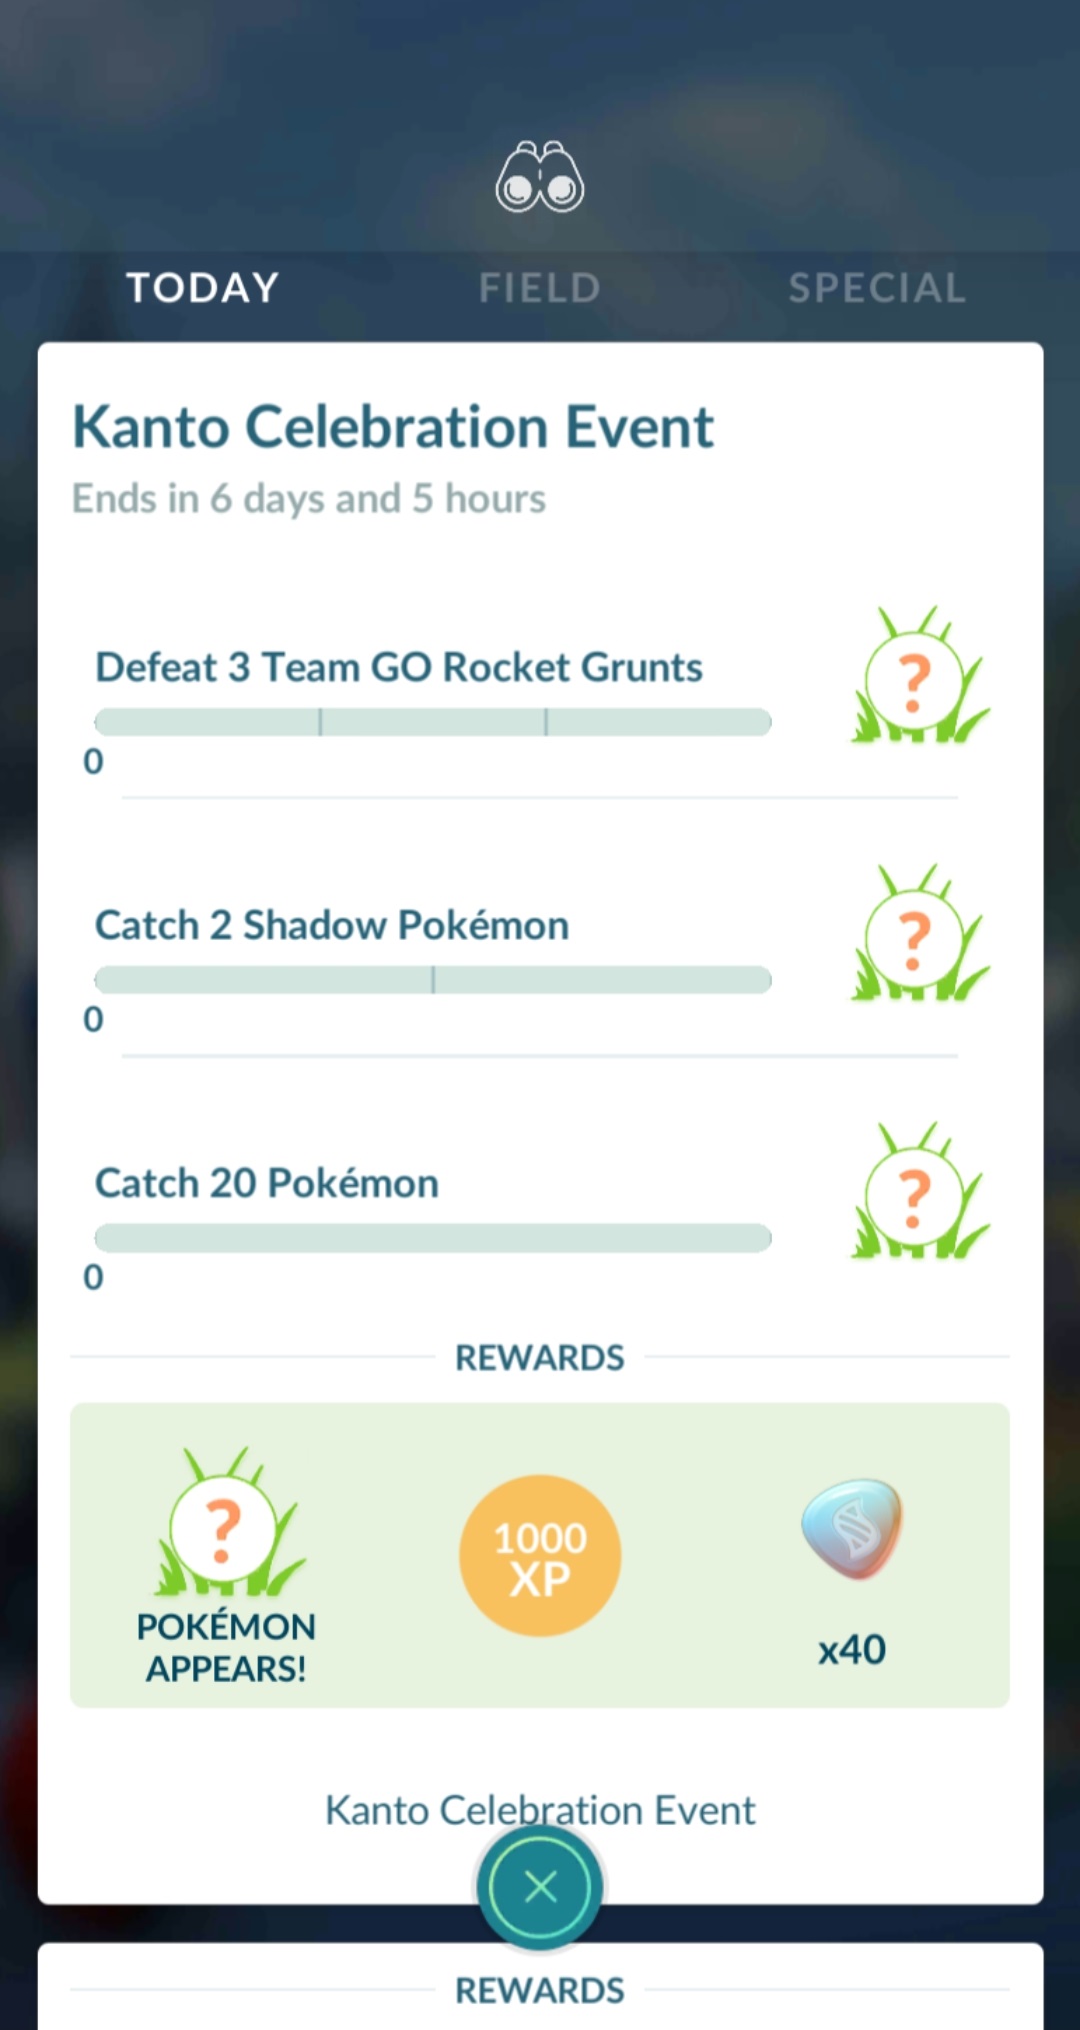 TODAY
FIELD
SPECIAL
Kanto Celebration Event
Ends in 6 days and 5 hours
Defeat 3 Team GO Rocket Grunts
?
0
Catch 2 Shadow Pokémon
?
0
Catch 20 Pokémon
?
0
REWARDS
?
POKÉMON
APPEARS!
1000
XP
x40
Kanto Celebration Event
REWARDS